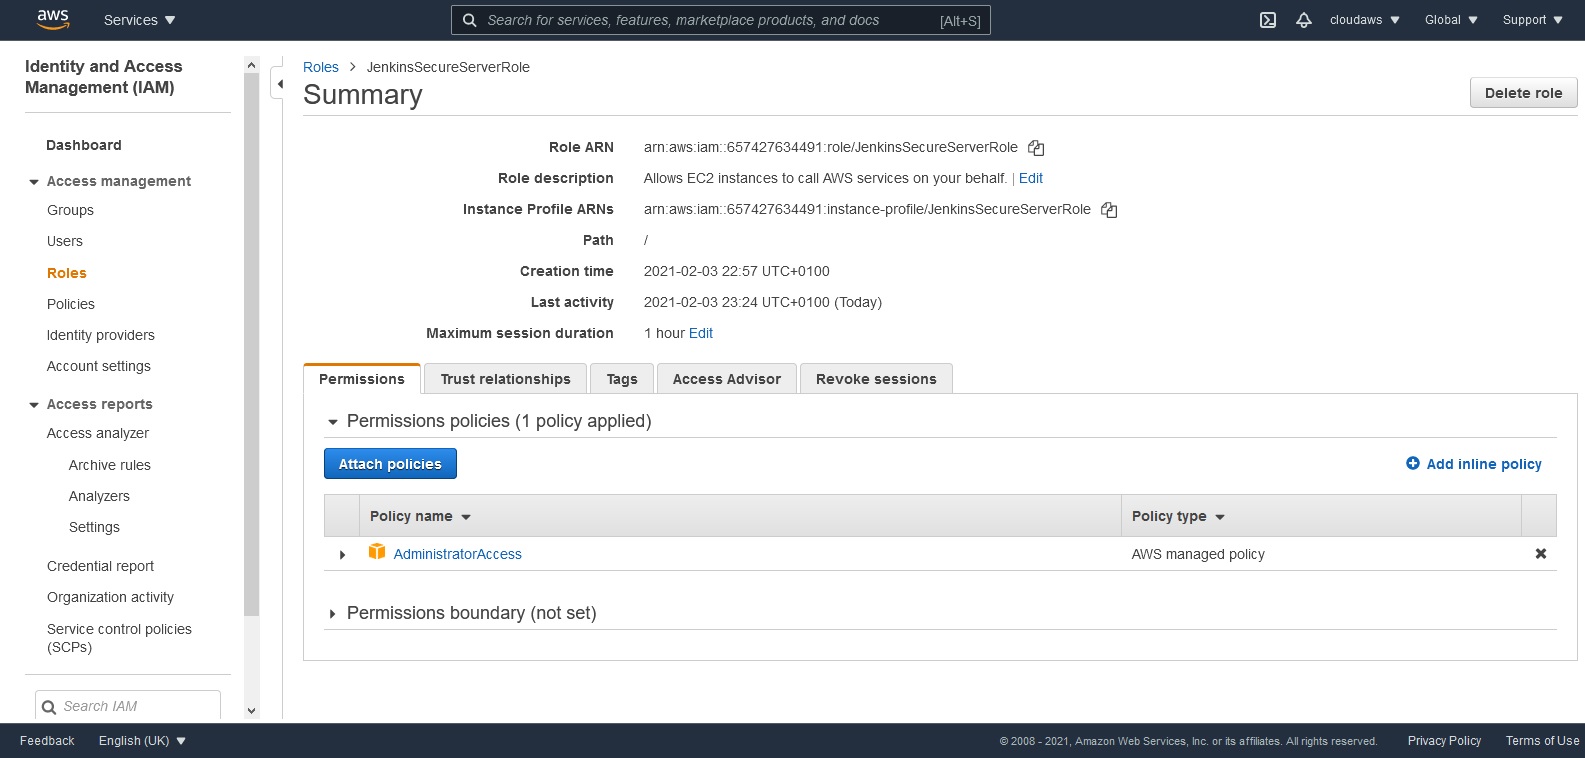 aws
Services
Search for services, features, marketplace products, and docs
[Alt+S]
cloudaws
Global
Support
Identity and Access
Management (IAM)
Dashboard
Access management
Groups
Users
Roles
Policies
Identity providers
Account settings
Access reports
Access analyzer
Archive rules
Analyzers
Settings
Credential report
Organization activity
Service control policies
(SCPs)
Search IAM
Roles > JenkinsSecureServerRole
Summary
Delete role
Role ARN arn:aws:iam::657427634491:role/JenkinsSecureServerRole
Role description Allows EC2 instances to call AWS services on your behalf. | Edit
Instance Profile ARNs arn:aws:iam::657427634491:instance-profile/JenkinsSecureServerRole
Path /
Creation time 2021-02-03 22:57 UTC+0100
Last activity 2021-02-03 23:24 UTC+0100 (Today)
Maximum session duration 1 hour Edit
Permissions Trust relationships Tags Access Advisor Revoke sessions
Permissions policies (1 policy applied)
Attach policies
Add inline policy
Policy name Policy type
AdministratorAccess AWS managed policy
Permissions boundary (not set)
Feedback English (UK) © 2008 - 2021, Amazon Web Services, Inc. or its affiliates. All rights reserved. Privacy Policy Terms of Use